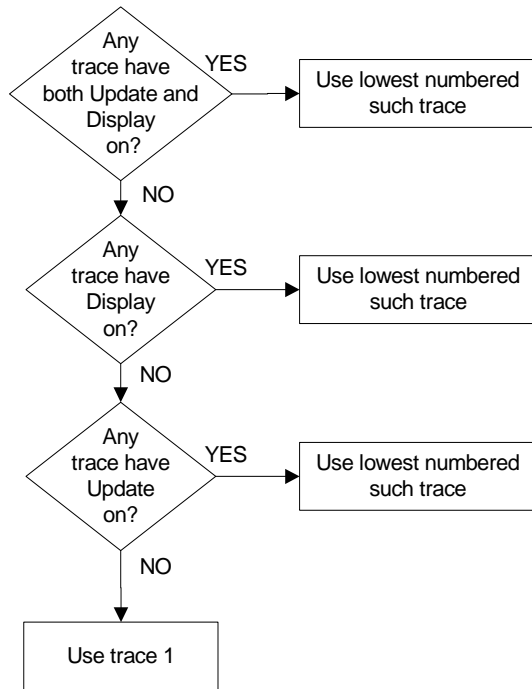 Any
trace have
both Update and
Display
on?
YES
Use lowest numbered
such trace
NO
Any
trace have
Display
on?
YES
Use lowest numbered
such trace
NO
Any
trace have
Update
on?
YES
Use lowest numbered
such trace
NO
Use trace 1